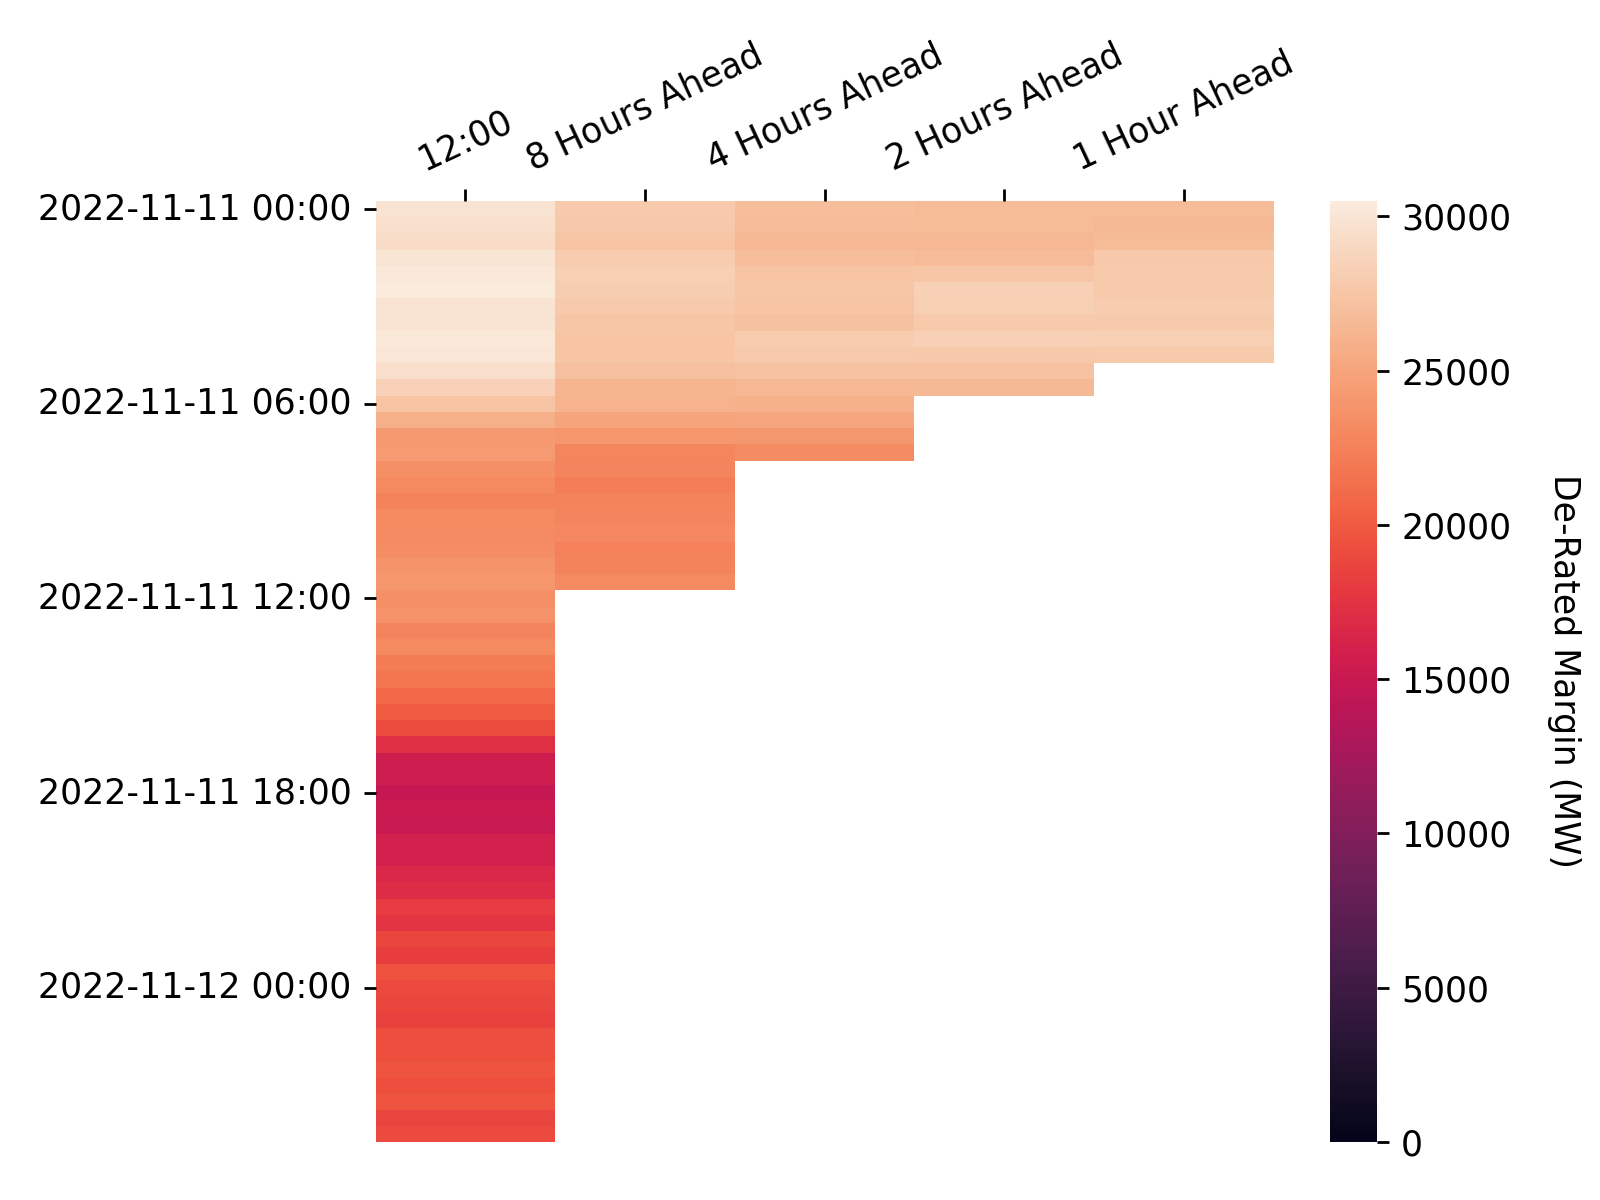 12:00
8 Hours Ahead
4 Hours Ahead
2 Hours Ahead
1 Hour Ahead
2022-11-11 00:00
2022-11-11 06:00
2022-11-11 12:00
2022-11-11 18:00
2022-11-12 00:00
30000
25000
20000
15000
10000
5000
0
De-Rated Margin (MW)